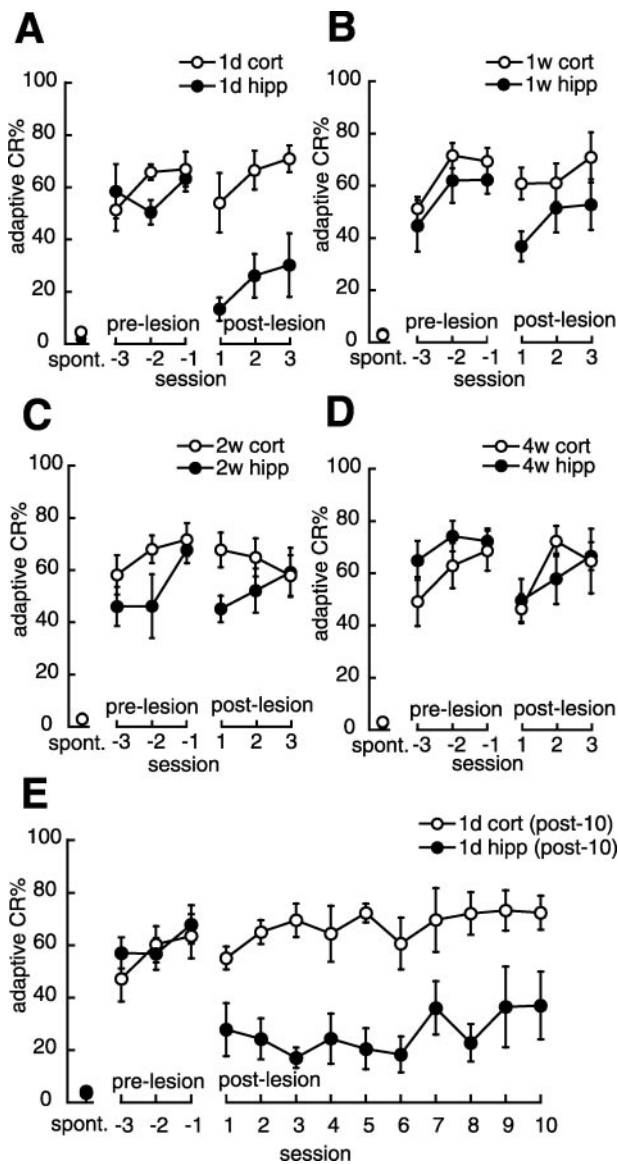 A
1d cort
1d hipp
adaptive CR%
100
80
60
40
20
0
pre-lesion
post-lesion
spont.
-3 -2 -1 1 2 3
session
B
1w cort
1w hipp
adaptive CR%
100
80
60
40
20
0
pre-lesion
post-lesion
spont.
-3 -2 -1 1 2 3
session
C
2w cort
2w hipp
adaptive CR%
100
80
60
40
20
0
pre-lesion
post-lesion
spont.
-3 -2 -1 1 2 3
session
D
4w cort
4w hipp
adaptive CR%
100
80
60
40
20
0
pre-lesion
post-lesion
spont.
-3 -2 -1 1 2 3
session
E
1d cort (post-10)
1d hipp (post-10)
adaptive CR%
100
80
60
40
20
0
pre-lesion
post-lesion
spont.
-3 -2 -1 1 2 3 4 5 6 7 8 9 10
session